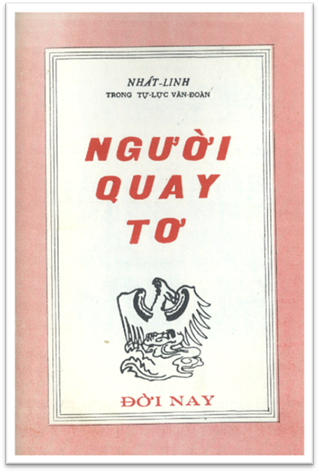 NHẤT-LINH
TRONG TỰ-LỰC VĂN-ĐOÀN
NGƯỜI
QUAY
TƠ
ĐỜI NAY